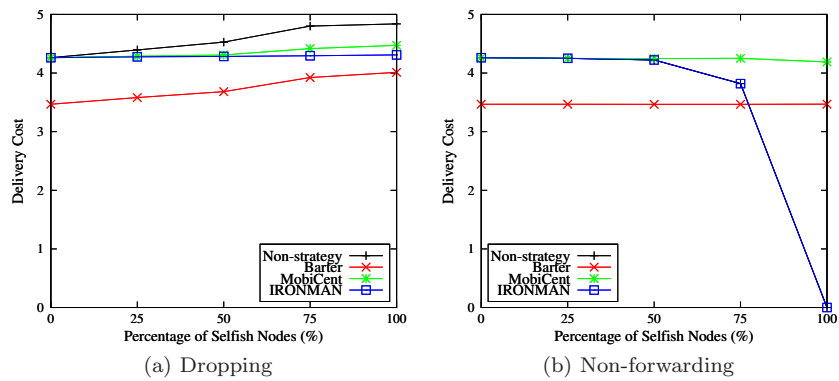 5
4
3
2
1
0
0 25 50 75 100
Delivery Cost
Percentage of Selfish Nodes (%)
Non-strategy
Barter
MobiCent
IRONMAN
(a) Dropping
5
4
3
2
1
0
0 25 50 75 100
Delivery Cost
Percentage of Selfish Nodes (%)
Non-strategy
Barter
MobiCent
IRONMAN
(b) Non-forwarding